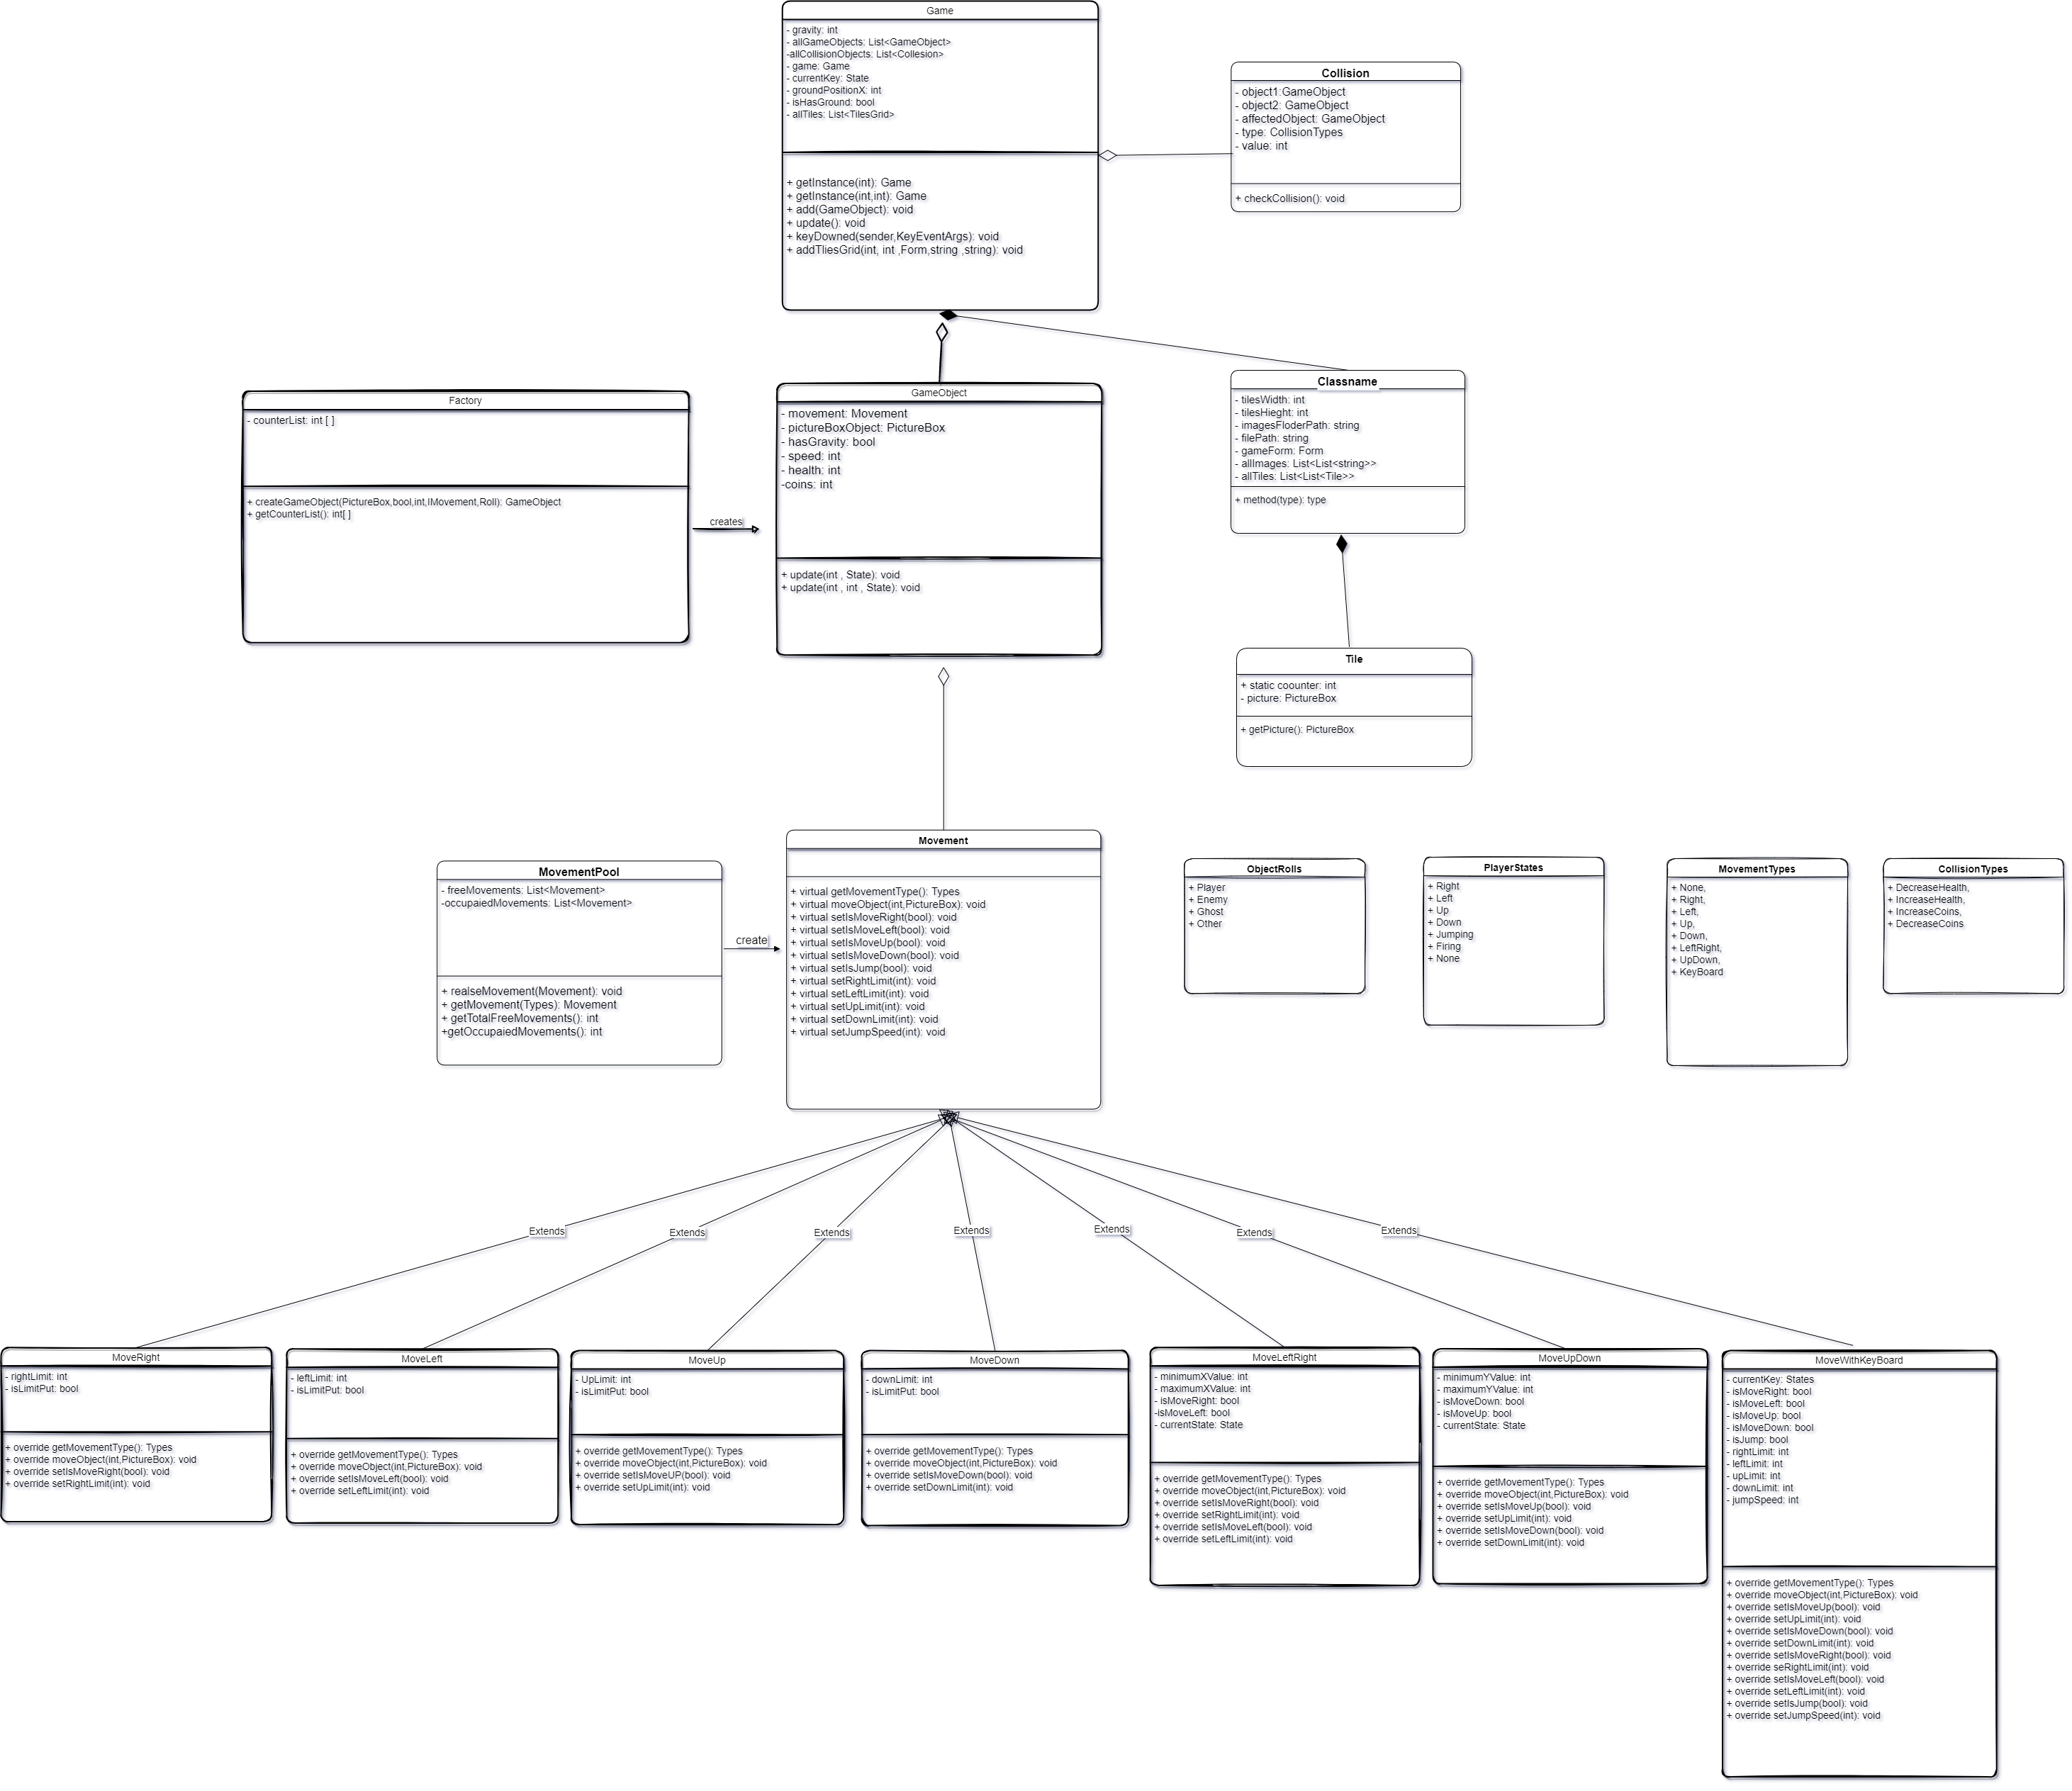 Game
- gravity: int
- allGameObjects: List<GameObject>
-allCollisionObjects: List<Collesion>
- game: Game
- currentKey: State
- groundPositionX: int
- isHasGround: bool
- allTiles: List<TilesGrid>
+ getInstance(int): Game
+ getInstance(int,int): Game
+ add(GameObject): void
+ update(): void
+ keyDowned(sender,KeyEventArgs): void
+ addTliesGrid(int, int ,Form,string ,string): void
Collision
- object1:GameObject
- object2: GameObject
- affectedObject: GameObject
- type: CollisionTypes
- value: int
+ checkCollision(): void
Factory
- counterList: int [ ]
+ createGameObject(PictureBox,bool,int,IMovement,Roll): GameObject
+ getCounterList(): int[ ]
creates
GameObject
- movement: Movement
- pictureBoxObject: PictureBox
- hasGravity: bool
- speed: int
- health: int
-coins: int
+ update(int , State): void
+ update(int , int , State): void
Classname
- tilesWidth: int
- tilesHieght: int
- imagesFloderPath: string
- filePath: string
- gameForm: Form
- allImages: List<List<string>>
- allTiles: List<List<Tile>>
+ method(type): type
Tile
+ static coounter: int
- picture: PictureBox
+ getPicture(): PictureBox
MovementPool
- freeMovements: List<Movement>
-occupaiedMovements: List<Movement>
+ realseMovement(Movement): void
+ getMovement(Types): Movement
+ getTotalFreeMovements(): int
+getOccupaiedMovements(): int
create
Movement
+ virtual getMovementType(): Types
+ virtual moveObject(int,PictureBox): void
+ virtual setIsMoveRight(bool): void
+ virtual setIsMoveLeft(bool): void
+ virtual setIsMoveUp(bool): void
+ virtual setIsMoveDown(bool): void
+ virtual setIsJump(bool): void
+ virtual setRightLimit(int): void
+ virtual setLeftLimit(int): void
+ virtual setUpLimit(int): void
+ virtual setDownLimit(int): void
+ virtual setJumpSpeed(int): void
ObjectRolls
+ Player
+ Enemy
+ Ghost
+ Other
PlayerStates
+ Right
+ Left
+ Up
+ Down
+ Jumping
+ Firing
+ None
MovementTypes
+ None,
+ Right,
+ Left,
+ Up,
+ Down,
+ LeftRight,
+ UpDown,
+ KeyBoard
CollisionTypes
+ DecreaseHealth,
+ IncreaseHealth,
+ IncreaseCoins,
+ DecreaseCoins
Extends
Extends
Extends
Extends
Extends
Extends
Extends
MoveRight
- rightLimit: int
- isLimitPut: bool
+ override getMovementType(): Types
+ override moveObject(int,PictureBox): void
+ override setIsMoveRight(bool): void
+ override setRightLimit(int): void
MoveLeft
- leftLimit: int
- isLimitPut: bool
+ override getMovementType(): Types
+ override moveObject(int,PictureBox): void
+ override setIsMoveLeft(bool): void
+ override setLeftLimit(int): void
MoveUp
- UpLimit: int
- isLimitPut: bool
+ override getMovementType(): Types
+ override moveObject(int,PictureBox): void
+ override setIsMoveUP(bool): void
+ override setUpLimit(int): void
MoveDown
- downLimit: int
- isLimitPut: bool
+ override getMovementType(): Types
+ override moveObject(int,PictureBox): void
+ override setIsMoveDown(bool): void
+ override setDownLimit(int): void
MoveLeftRight
- minimumXValue: int
- maximumXValue: int
- isMoveRight: bool
-isMoveLeft: bool
- currentState: State
+ override getMovementType(): Types
+ override moveObject(int,PictureBox): void
+ override setIsMoveRight(bool): void
+ override setRightLimit(int): void
+ override setIsMoveLeft(bool): void
+ override setLeftLimit(int): void
MoveUpDown
- minimumYValue: int
- maximumYValue: int
- isMoveDown: bool
- isMoveUp: bool
- currentState: State
+ override getMovementType(): Types
+ override moveObject(int,PictureBox): void
+ override setIsMoveUp(bool): void
+ override setUpLimit(int): void
+ override setIsMoveDown(bool): void
+ override setDownLimit(int): void
MoveWithKeyBoard
- currentKey: States
- isMoveRight: bool
- isMoveLeft: bool
- isMoveUp: bool
- isMoveDown: bool
- isJump: bool
- rightLimit: int
- leftLimit: int
- upLimit: int
- downLimit: int
- jumpSpeed: int
+ override getMovementType(): Types
+ override moveObject(int,PictureBox): void
+ override setIsMoveUp(bool): void
+ override setUpLimit(int): void
+ override setIsMoveDown(bool): void
+ override setDownLimit(int): void
+ override setIsMoveRight(bool): void
+ override seRightLimit(int): void
+ override setIsMoveLeft(bool): void
+ override setLeftLimit(int): void
+ override setIsJump(bool): void
+ override setJumpSpeed(int): void